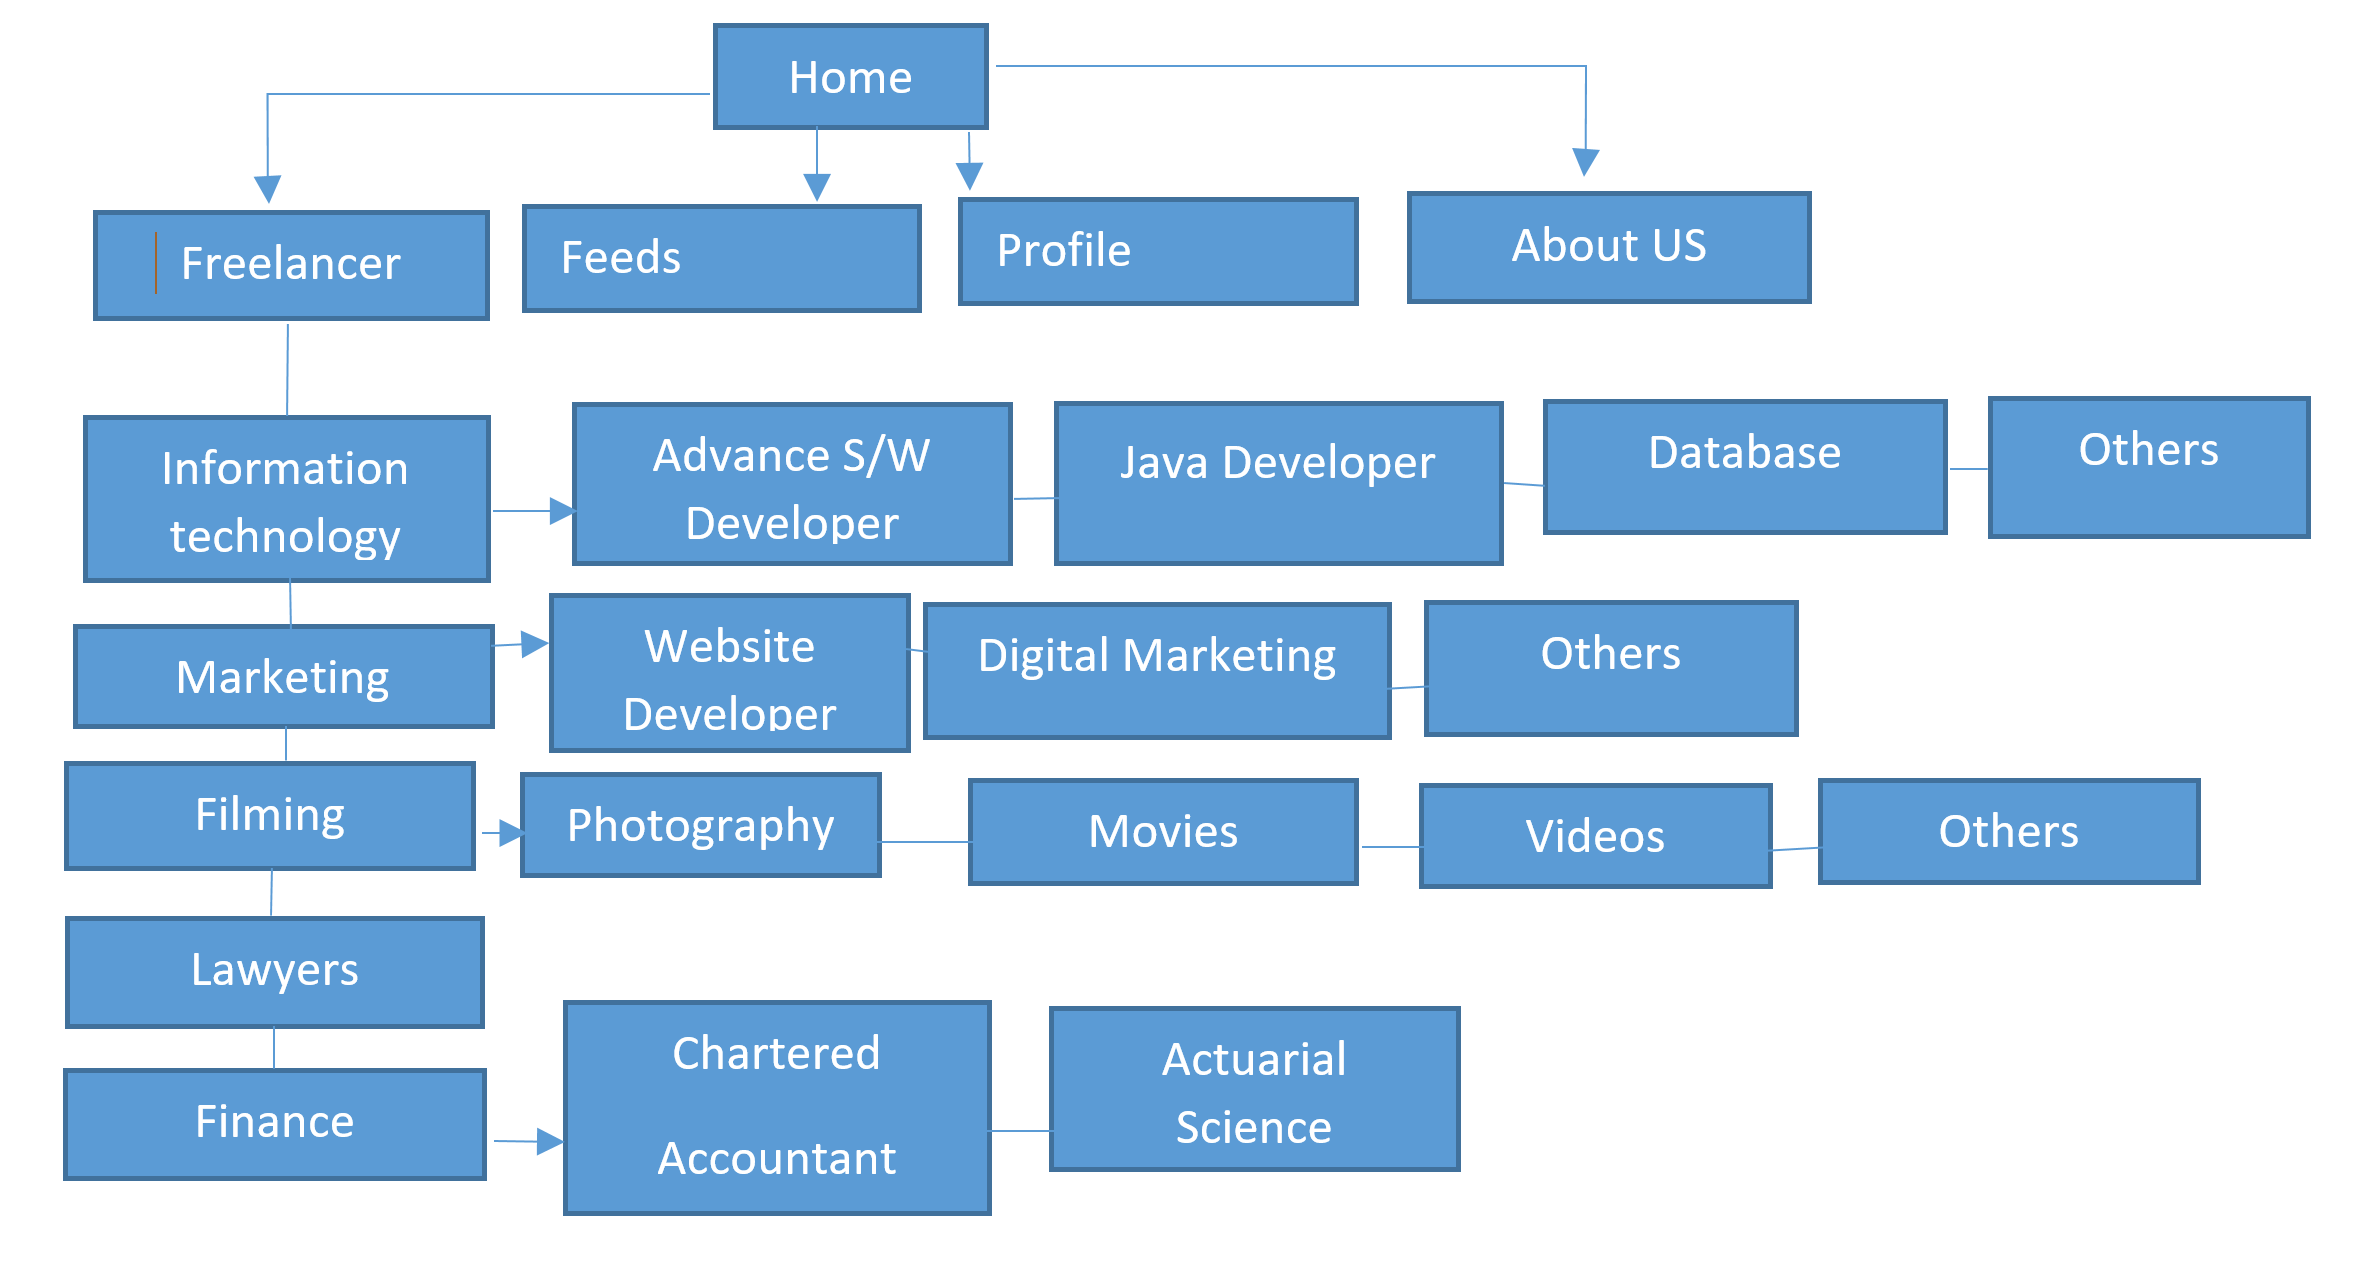 Home
Freelancer
Feeds
Profile
About US
Information
technology
Advance S/W
Developer
Java Developer
Database
Others
Marketing
Website
Developer
Digital Marketing
Others
Filming
Photography
Movies
Videos
Others
Lawyers
Finance
Chartered
Accountant
Actuarial
Science